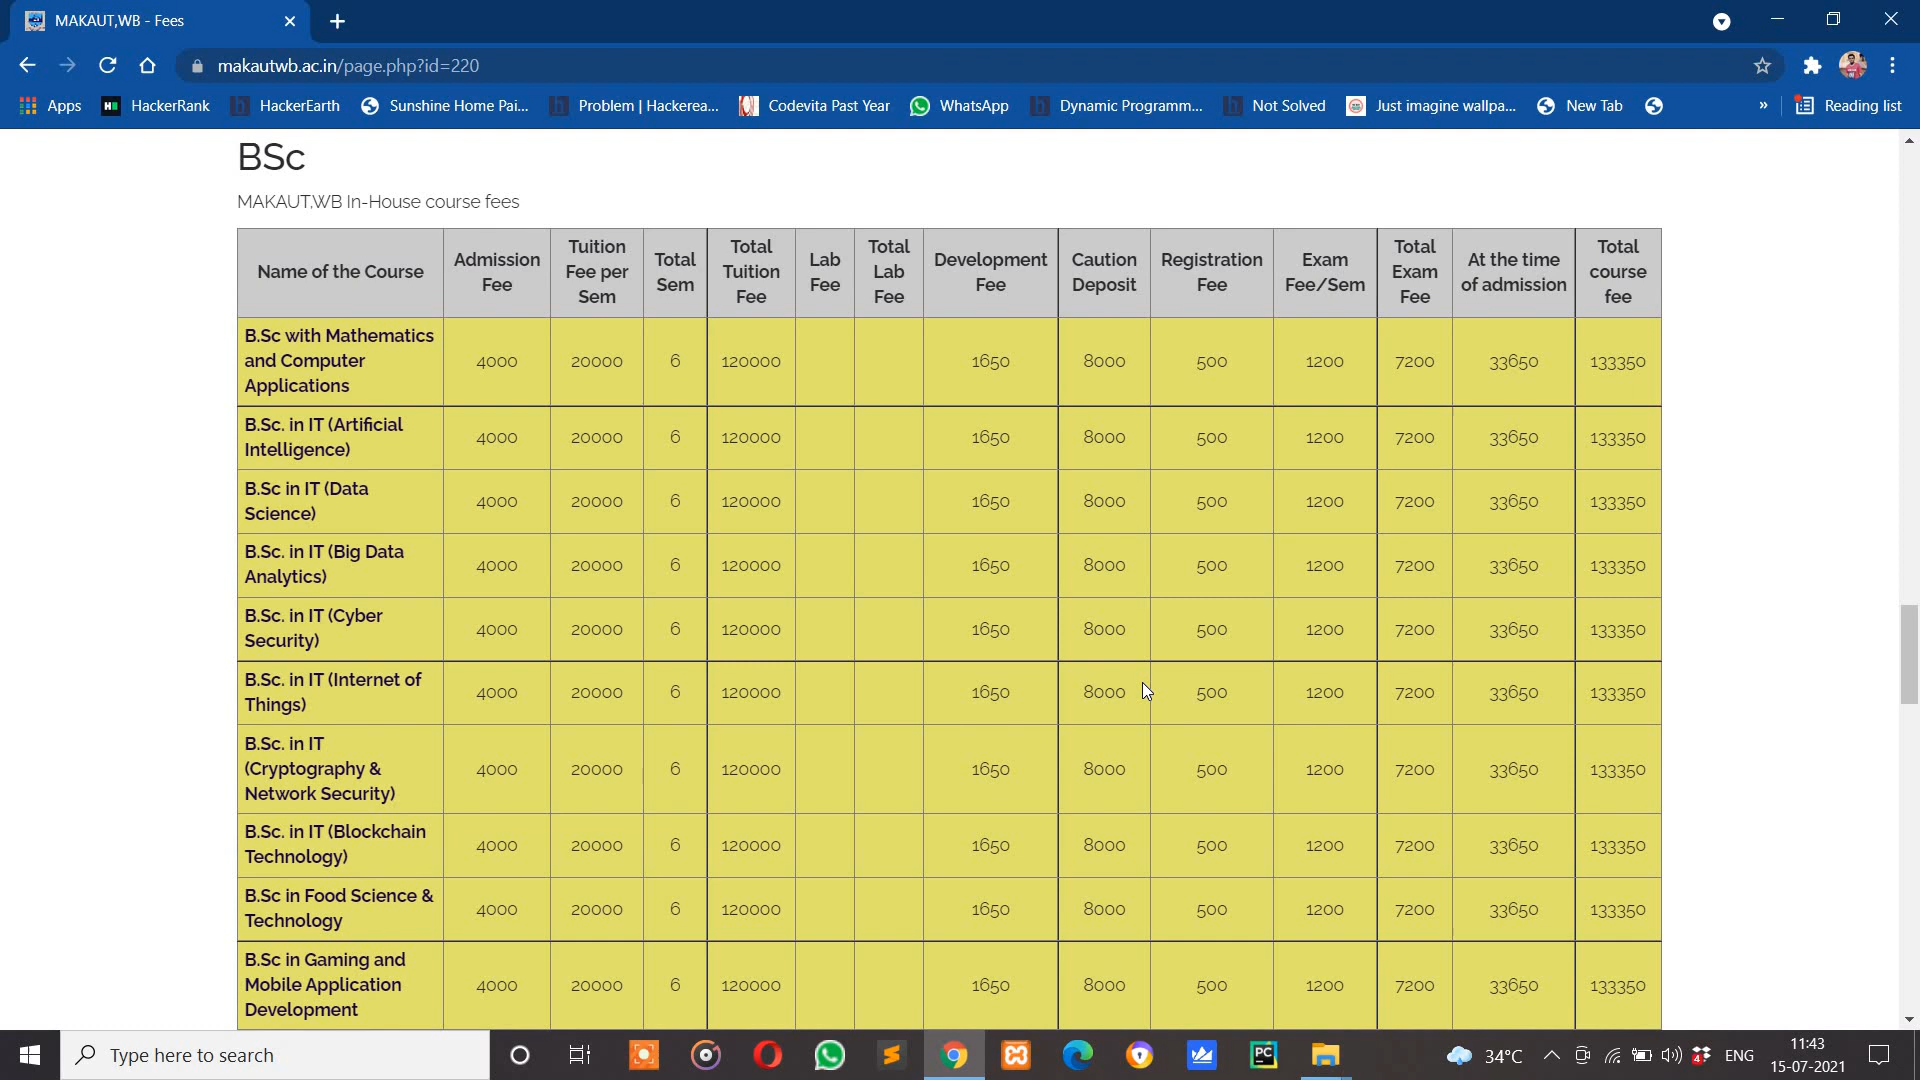 MAKAUT,WB - Fees
makautwb.ac.in/page.php?id=220
Apps HackerRank HackerEarth Sunshine Home Pai... Problem | Hackerea... Codevita Past Year WhatsApp Dynamic Programm... Not Solved Just imagine wallpa... New Tab » Reading list
BSc
MAKAUT,WB In-House course fees
Name of the Course Admission Fee Tuition Fee per Sem Total Sem Total Tuition Fee Lab Fee Total Lab Fee Development Fee Caution Deposit Registration Fee Exam Fee/Sem Total Exam Fee At the time of admission Total course fee
B.Sc with Mathematics and Computer Applications 4000 20000 6 120000 1650 8000 500 1200 7200 33650 133350
B.Sc. in IT (Artificial Intelligence) 4000 20000 6 120000 1650 8000 500 1200 7200 33650 133350
B.Sc in IT (Data Science) 4000 20000 6 120000 1650 8000 500 1200 7200 33650 133350
B.Sc. in IT (Big Data Analytics) 4000 20000 6 120000 1650 8000 500 1200 7200 33650 133350
B.Sc. in IT (Cyber Security) 4000 20000 6 120000 1650 8000 500 1200 7200 33650 133350
B.Sc. in IT (Internet of Things) 4000 20000 6 120000 1650 8000 500 1200 7200 33650 133350
B.Sc. in IT (Cryptography & Network Security) 4000 20000 6 120000 1650 8000 500 1200 7200 33650 133350
B.Sc. in IT (Blockchain Technology) 4000 20000 6 120000 1650 8000 500 1200 7200 33650 133350
B.Sc in Food Science & Technology 4000 20000 6 120000 1650 8000 500 1200 7200 33650 133350
B.Sc in Gaming and Mobile Application Development 4000 20000 6 120000 1650 8000 500 1200 7200 33650 133350
Type here to search
PC
34°C
4
ENG
11:43
15-07-2021